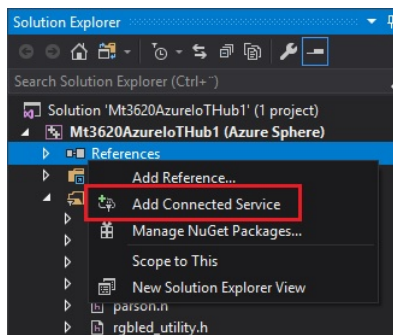 Solution Explorer
Search Solution Explorer (Ctrl+¨)
Solution 'Mt3620AzureIoTHub1' (1 project)
Mt3620AzureIoTHub1 (Azure Sphere)
References
Add Reference...
Add Connected Service
Manage NuGet Packages...
Scope to This
New Solution Explorer View
parson.h
rgbled_utility.h